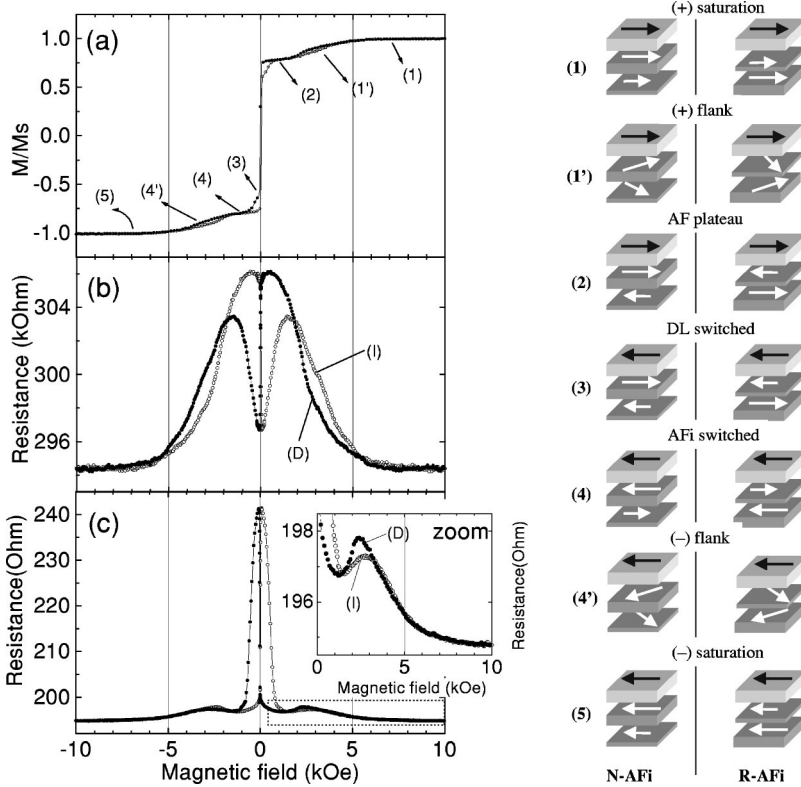 (a)
1.0
0.5
0.0
-0.5
-1.0
M/Ms
(1)
(1')
(2)
(3)
(4)
(4')
(5)
(b)
304
300
296
Resistance (kOhm)
(I)
(D)
(c)
240
230
220
210
200
Resistance(Ohm)
zoom
198
196
(D)
(I)
0 5 10
Magnetic field (kOe)
Resistance(Ohm)
-10 -5 0 5 10
Magnetic field (kOe)
(+) saturation
(1)
(+) flank
(1')
AF plateau
(2)
DL switched
(3)
AFi switched
(4)
(–) flank
(4')
(–) saturation
(5)
N-AFi
R-AFi